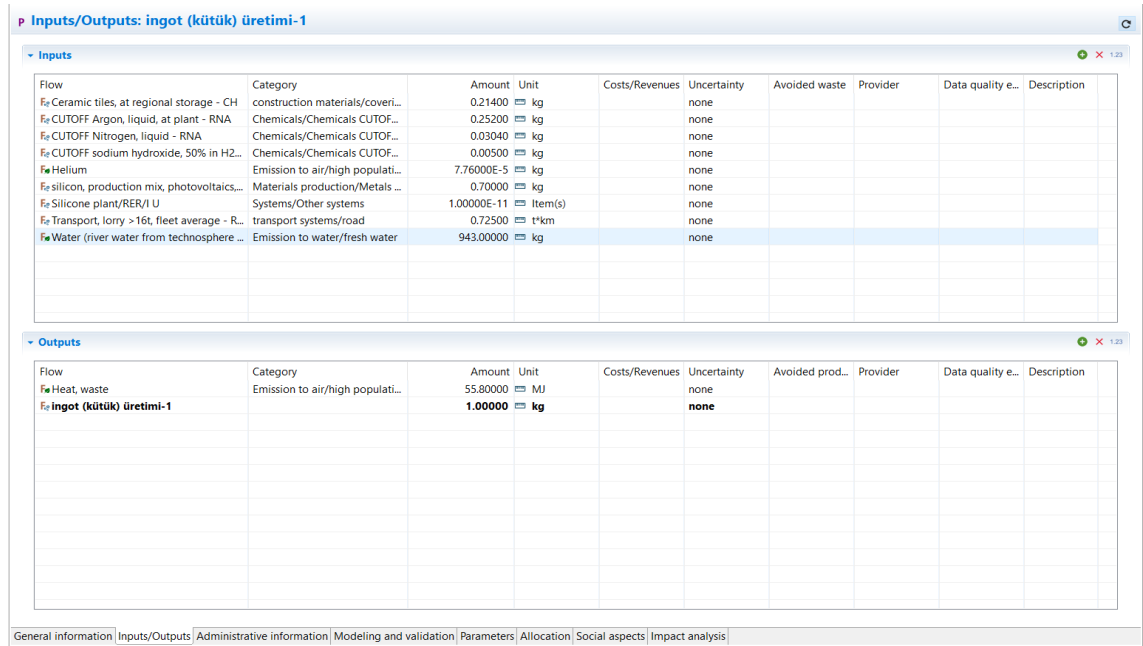 P Inputs/Outputs: ingot (kütük) üretimi-1
Inputs 1.23
Flow Category Amount Unit Costs/Revenues Uncertainty Avoided waste Provider Data quality e... Description
Ceramic tiles, at regional storage - CH construction materials/coveri... 0.21400 kg none
CUTOFF Argon, liquid, at plant - RNA Chemicals/Chemicals CUTOF... 0.25200 kg none
CUTOFF Nitrogen, liquid - RNA Chemicals/Chemicals CUTOF... 0.03040 kg none
CUTOFF sodium hydroxide, 50% in H2... Chemicals/Chemicals CUTOF... 0.00500 kg none
Helium Emission to air/high populati... 7.76000E-5 kg none
silicon, production mix, photovoltaics,... Materials production/Metals ... 0.70000 kg none
Silicone plant/RER/I U Systems/Other systems 1.00000E-11 Item(s) none
Transport, lorry >16t, fleet average - R... transport systems/road 0.72500 t*km none
Water (river water from technosphere ... Emission to water/fresh water 943.00000 kg none
Outputs 1.23
Flow Category Amount Unit Costs/Revenues Uncertainty Avoided prod... Provider Data quality e... Description
Heat, waste Emission to air/high populati... 55.80000 MJ none
ingot (kütük) üretimi-1 1.00000 kg none
General information Inputs/Outputs Administrative information Modeling and validation Parameters Allocation Social aspects Impact analysis